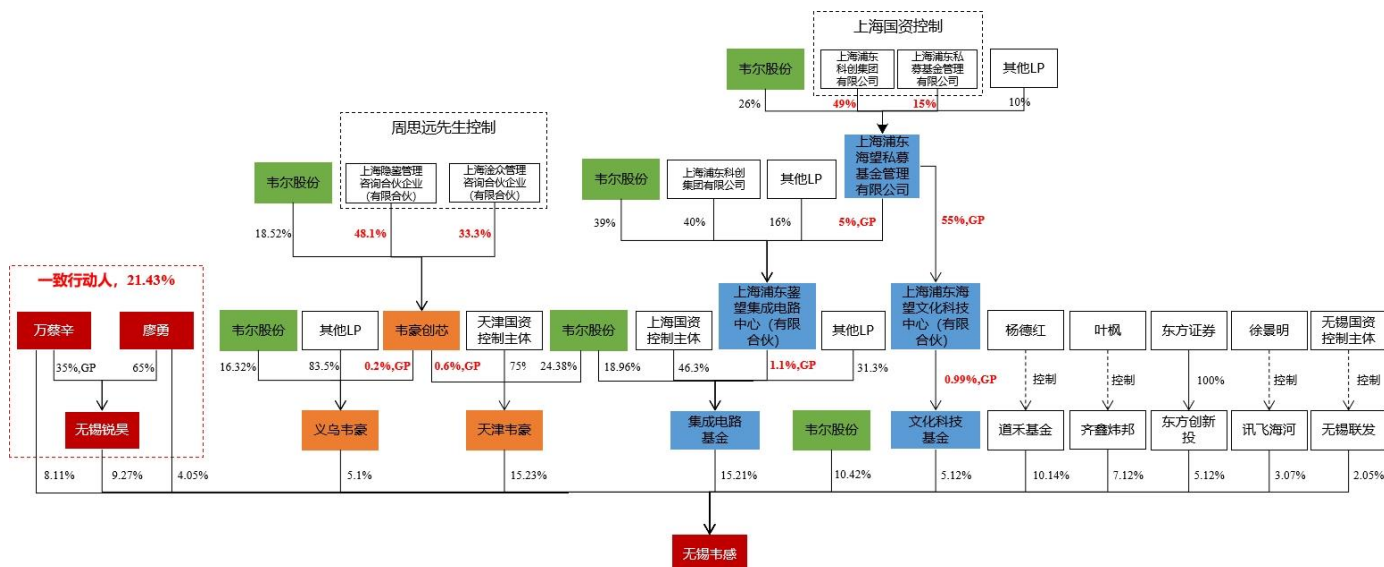 上海国资控制
韦尔股份
上海浦东
科创集团
有限公司
上海浦东私
募基金管理
有限公司
其他LP
26%
49%
15%
10%
周思远先生控制
韦尔股份
上海隐鋆管理
咨询合伙企业
(有限合伙)
上海淦众管理
咨询合伙企业
(有限合伙)
韦尔股份
上海浦东科创
集团有限公司
其他LP
上海浦东
海望私募
基金管理
有限公司
18.52%
48.1%
33.3%
39%
40%
16%
5%,GP
55%,GP
一致行动人，21.43%
万蔡辛
廖勇
韦尔股份
其他LP
韦豪创芯
天津国资
控制主体
韦尔股份
上海国资
控制主体
上海浦东鋆
望集成电路
中心（有限
合伙）
其他LP
上海浦东海
望文化科技
中心（有限
合伙）
杨德红
叶枫
东方证券
徐景明
无锡国资
控制主体
35%,GP
65%
16.32%
83.5%
0.2%,GP
0.6%,GP
75%
24.38%
18.96%
46.3%
1.1%,GP
31.3%
0.99%,GP
控制
控制
100%
控制
控制
无锡锐昊
义乌韦豪
天津韦豪
集成电路
基金
韦尔股份
文化科技
基金
道禾基金
齐鑫炜邦
东方创新
投
讯飞海河
无锡联发
8.11%
9.27%
4.05%
5.1%
15.23%
15.21%
10.42%
5.12%
10.14%
7.12%
5.12%
3.07%
2.05%
无锡韦感